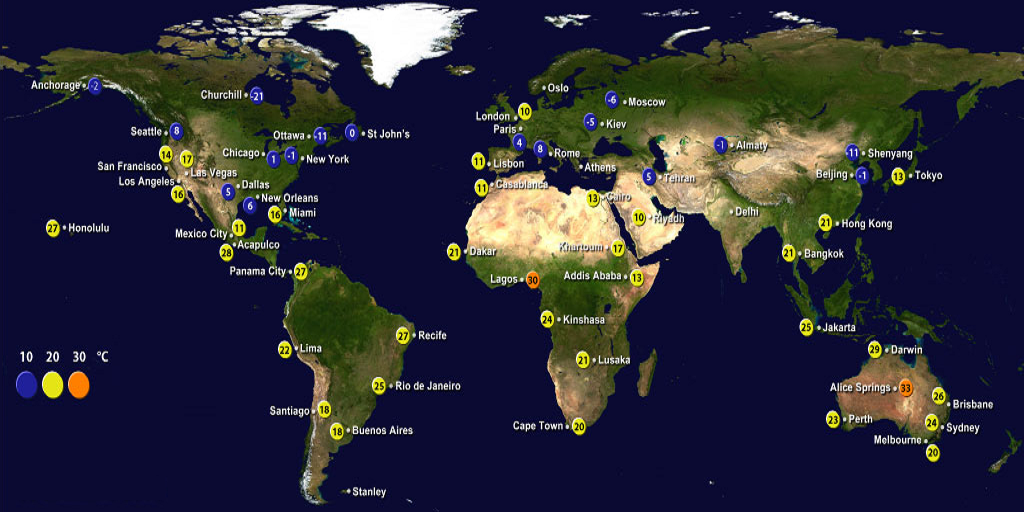 Anchorage -2
Churchill -21
Oslo
-6 Moscow
London 10
Seattle 8
Ottawa -11
0 St John's
Paris 4
-5 Kiev
San Francisco 14
17 Las Vegas
Chicago 1
-1 New York
Lisbon 11
8 Rome
Athens
-1 Almaty
-11 Shenyang
Los Angeles 16
Dallas 5
New Orleans 6
Casablanca 11
Cairo 13
5 Tehran
Beijing -1
13 Tokyo
27 Honolulu
Mexico City 11
16 Miami
10 Riyadh
Delhi
21 Hong Kong
Acapulco 28
21 Dakar
Khartoum 17
21 Bangkok
Panama City 27
Lagos 30
Addis Ababa 13
24 Kinshasa
25 Jakarta
27 Recife
22 Lima
21 Lusaka
29 Darwin
10 20 30 °C
25 Rio de Janeiro
Alice Springs 33
26 Brisbane
Santiago 18
18 Buenos Aires
Cape Town 20
23 Perth
24 Sydney
Melbourne 20
Stanley